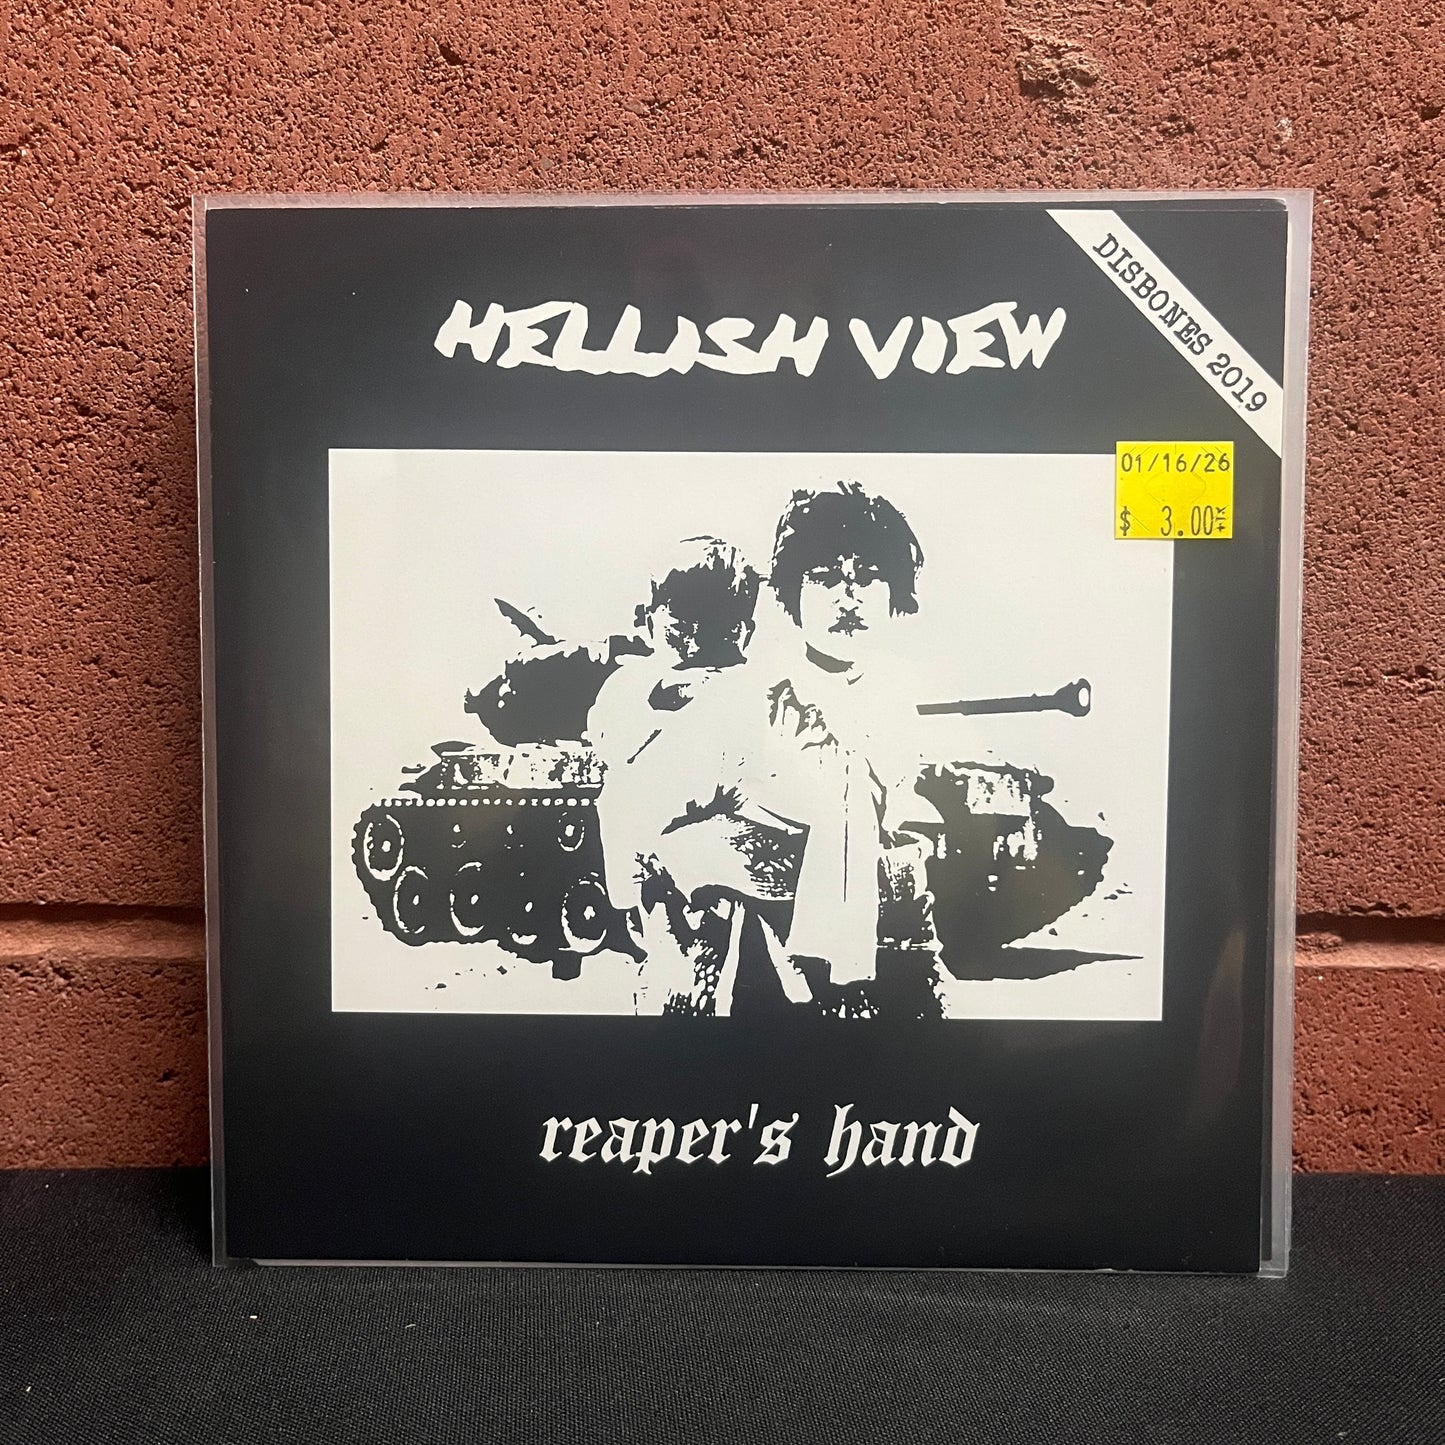 HELLISH VIEW
DISBONES 2019
01/16/26
$ 3.00
reaper's hand